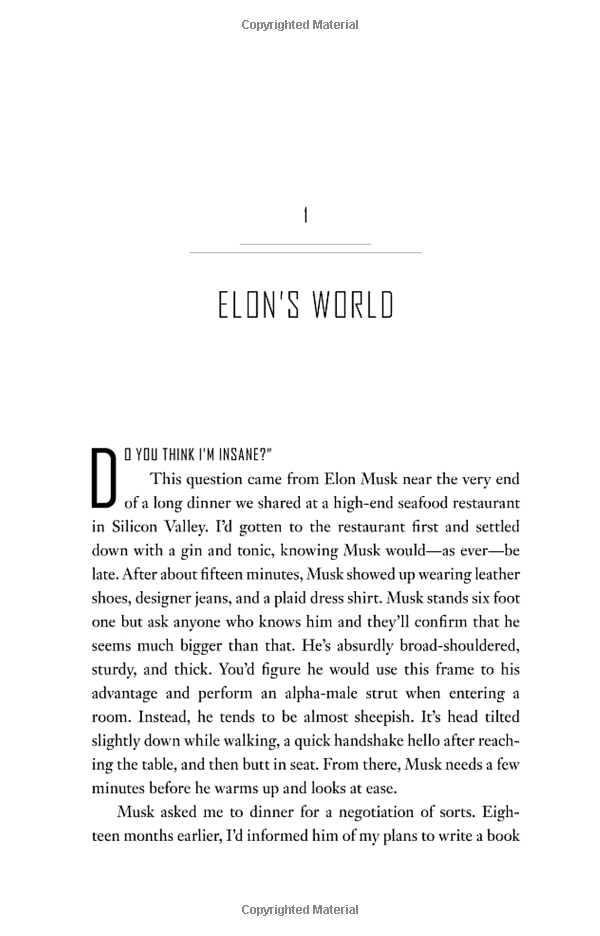 Copyrighted Material
1
ELON'S WORLD
DO YOU THINK I'M INSANE?”
This question came from Elon Musk near the very end
of a long dinner we shared at a high-end seafood restaurant
in Silicon Valley. I’d gotten to the restaurant first and settled
down with a gin and tonic, knowing Musk would—as ever—be
late. After about fifteen minutes, Musk showed up wearing leather
shoes, designer jeans, and a plaid dress shirt. Musk stands six foot
one but ask anyone who knows him and they’ll confirm that he
seems much bigger than that. He’s absurdly broad-shouldered,
sturdy, and thick. You’d figure he would use this frame to his
advantage and perform an alpha-male strut when entering a
room. Instead, he tends to be almost sheepish. It’s head tilted
slightly down while walking, a quick handshake hello after reach-
ing the table, and then butt in seat. From there, Musk needs a few
minutes before he warms up and looks at ease.
Musk asked me to dinner for a negotiation of sorts. Eigh-
teen months earlier, I’d informed him of my plans to write a book
Copyrighted Material